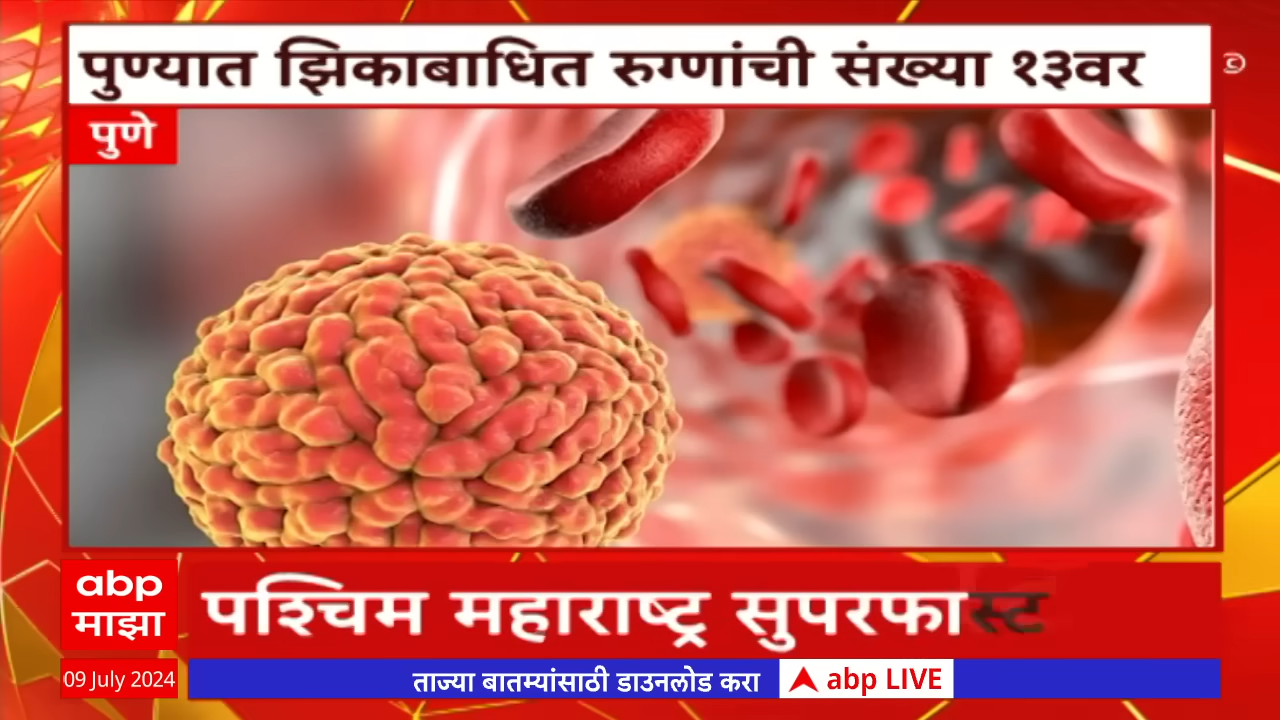 पुण्यात झिकाबाधित रुग्णांची संख्या १३वर
©
पुणे
abp
माझा
पश्चिम महाराष्ट्र सुपरफास्ट
09 July 2024
ताज्या बातम्यांसाठी डाउनलोड करा
abp LIVE